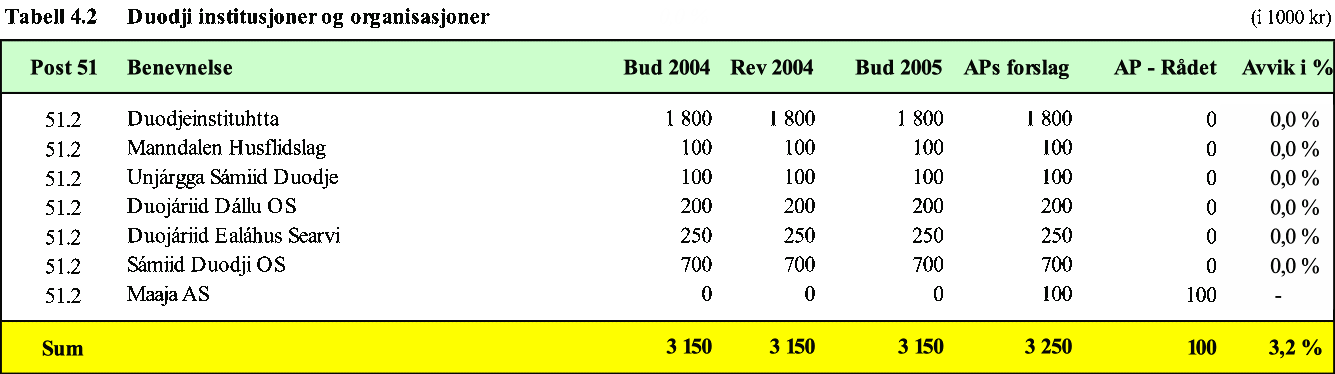 Tabell 4.2 Duodji institusjoner og organisasjoner (i 1000 kr)
Post 51 Benevnelse Bud 2004 Rev 2004 Bud 2005 APs forslag AP - Rådet Avvik i %
51.2 Duodjeinstituhtta 1 800 1 800 1 800 1 800 0 0,0 %
51.2 Manndalen Husflidslag 100 100 100 100 0 0,0 %
51.2 Unjárgga Sámiid Duodje 100 100 100 100 0 0,0 %
51.2 Duojáriid Dállu OS 200 200 200 200 0 0,0 %
51.2 Duojáriid Ealáhus Searvi 250 250 250 250 0 0,0 %
51.2 Sámiid Duodji OS 700 700 700 700 0 0,0 %
51.2 Maaja AS 0 0 0 100 100 -
Sum 3 150 3 150 3 150 3 250 100 3,2 %